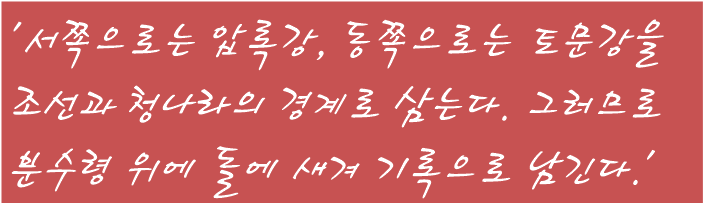 '서쪽으로는 압록강, 동쪽으로는 토문강을
조선과 청나라의 경계로 삼는다. 그러므로
분수령 위에 돌에 새겨 기록으로 남긴다.'